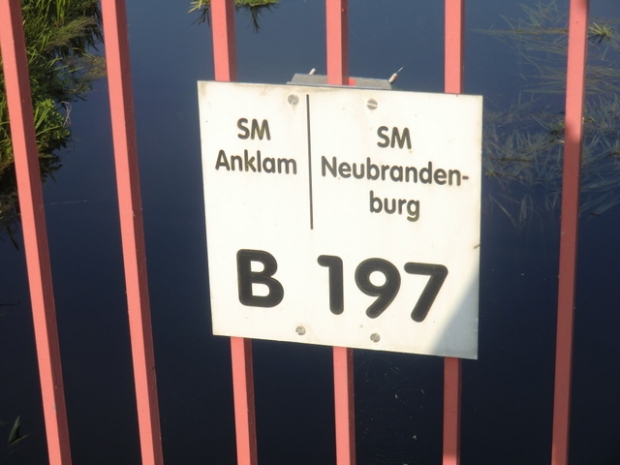 SM
Anklam
SM
Neubranden-
burg
B 197